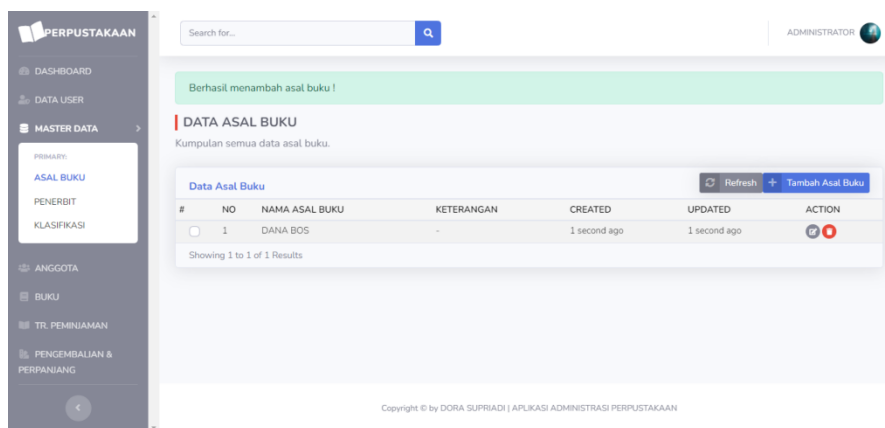 PERPUSTAKAAN
Search for...
ADMINISTRATOR
DASHBOARD
DATA USER
MASTER DATA
PRIMARY:
ASAL BUKU
PENERBIT
KLASIFIKASI
ANGGOTA
BUKU
TR. PEMINJAMAN
PENGEMBALIAN &
PERPANJANG
Berhasil menambah asal buku !
DATA ASAL BUKU
Kumpulan semua data asal buku.
Data Asal Buku
Refresh
Tambah Asal Buku
# NO NAMA ASAL BUKU KETERANGAN CREATED UPDATED ACTION
1 DANA BOS - 1 second ago 1 second ago
Showing 1 to 1 of 1 Results
Copyright © by DORA SUPRIADI | APLIKASI ADMINISTRASI PERPUSTAKAAN